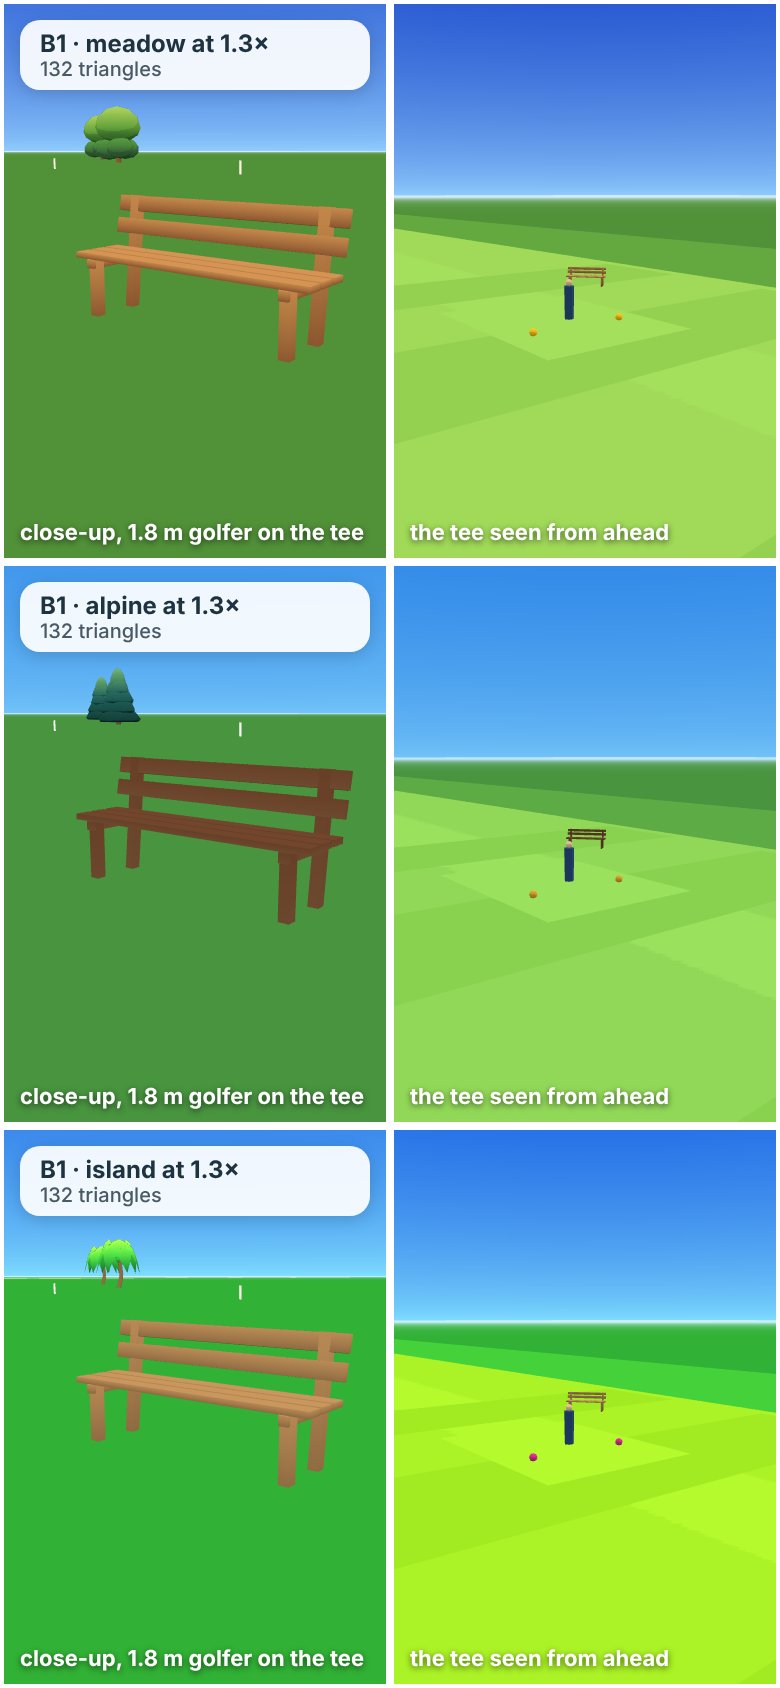 B1 · meadow at 1.3×
132 triangles
close-up, 1.8 m golfer on the tee
the tee seen from ahead
B1 · alpine at 1.3×
132 triangles
close-up, 1.8 m golfer on the tee
the tee seen from ahead
B1 · island at 1.3×
132 triangles
close-up, 1.8 m golfer on the tee
the tee seen from ahead